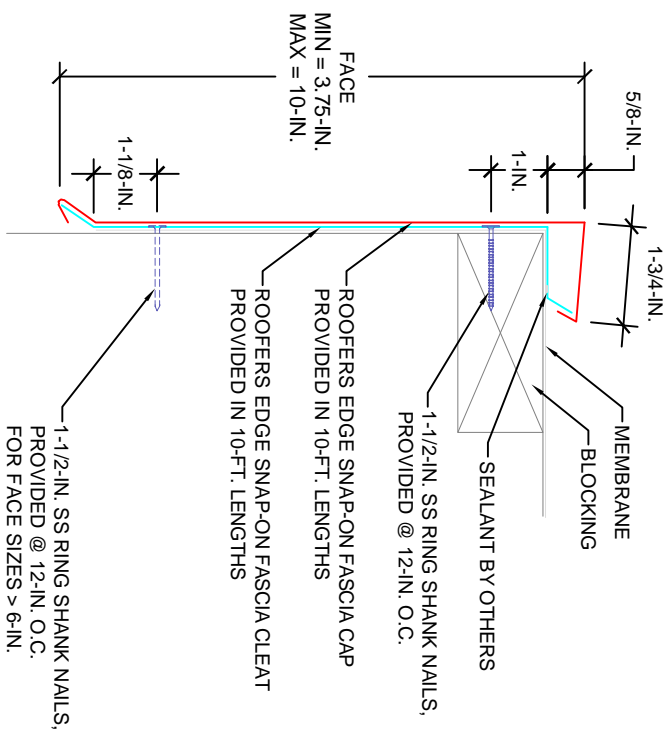 FACE
MIN = 3.75-IN.
MAX = 10-IN.
5/8-IN.
1-IN.
1-1/8-IN.
1-3/4-IN.
MEMBRANE
BLOCKING
SEALANT BY OTHERS
1-1/2-IN. SS RING SHANK NAILS,
PROVIDED @ 12-IN. O.C.
ROOFERS EDGE SNAP-ON FASCIA CAP
PROVIDED IN 10-FT. LENGTHS
ROOFERS EDGE SNAP-ON FASCIA CLEAT
PROVIDED IN 10-FT. LENGTHS
1-1/2-IN. SS RING SHANK NAILS,
PROVIDED @ 12-IN. O.C.
FOR FACE SIZES > 6-IN.